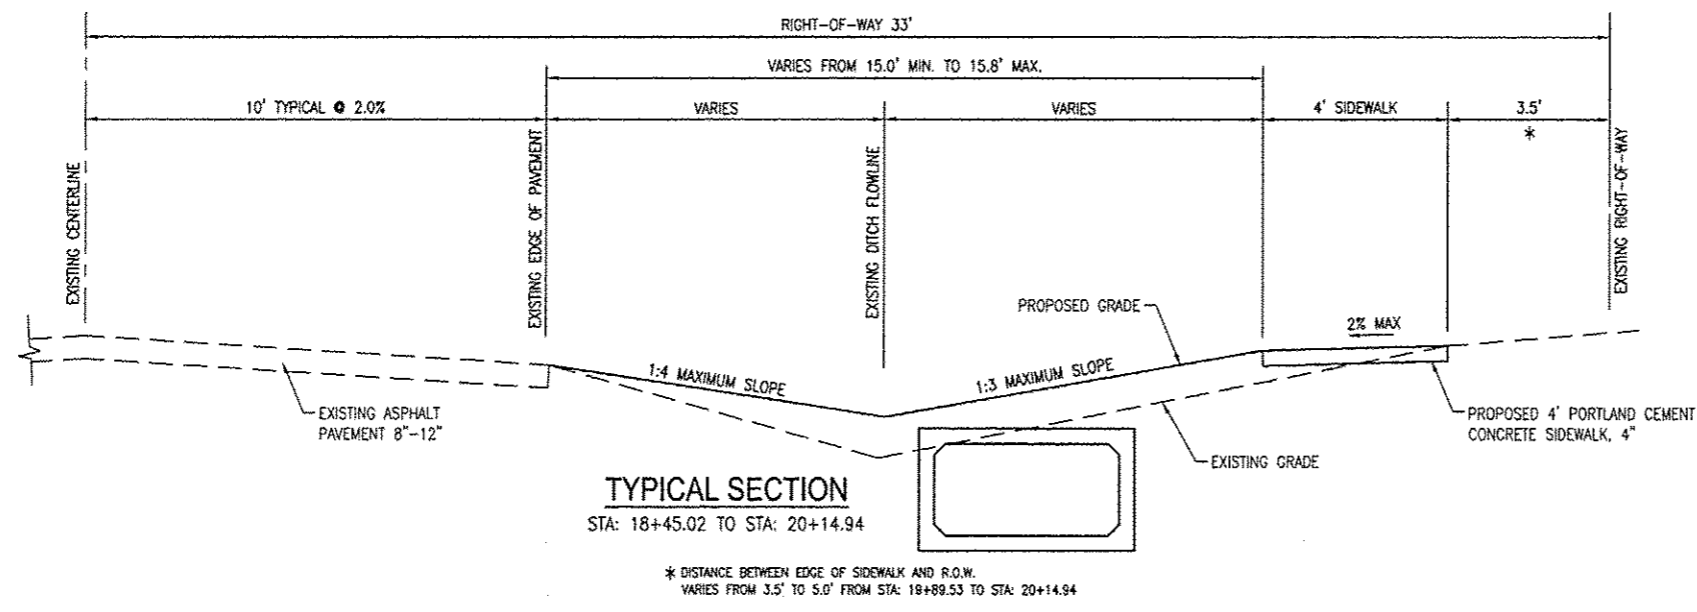 RIGHT-OF-WAY 33'
VARIES FROM 15.0' MIN. TO 15.8' MAX.
10' TYPICAL @ 2.0%
VARIES
VARIES
4' SIDEWALK
3.5'
*
EXISTING CENTERLINE
EXISTING EDGE OF PAVEMENT
EXISTING DITCH FLOWLINE
EXISTING RIGHT-OF-WAY
PROPOSED GRADE
2% MAX
1:4 MAXIMUM SLOPE
1:3 MAXIMUM SLOPE
EXISTING ASPHALT
PAVEMENT 8"-12"
PROPOSED 4' PORTLAND CEMENT
CONCRETE SIDEWALK, 4"
EXISTING GRADE
TYPICAL SECTION
STA: 18+45.02 TO STA: 20+14.94
* DISTANCE BETWEEN EDGE OF SIDEWALK AND R.O.W.
VARIES FROM 3.5' TO 5.0' FROM STA: 19+89.53 TO STA: 20+14.94